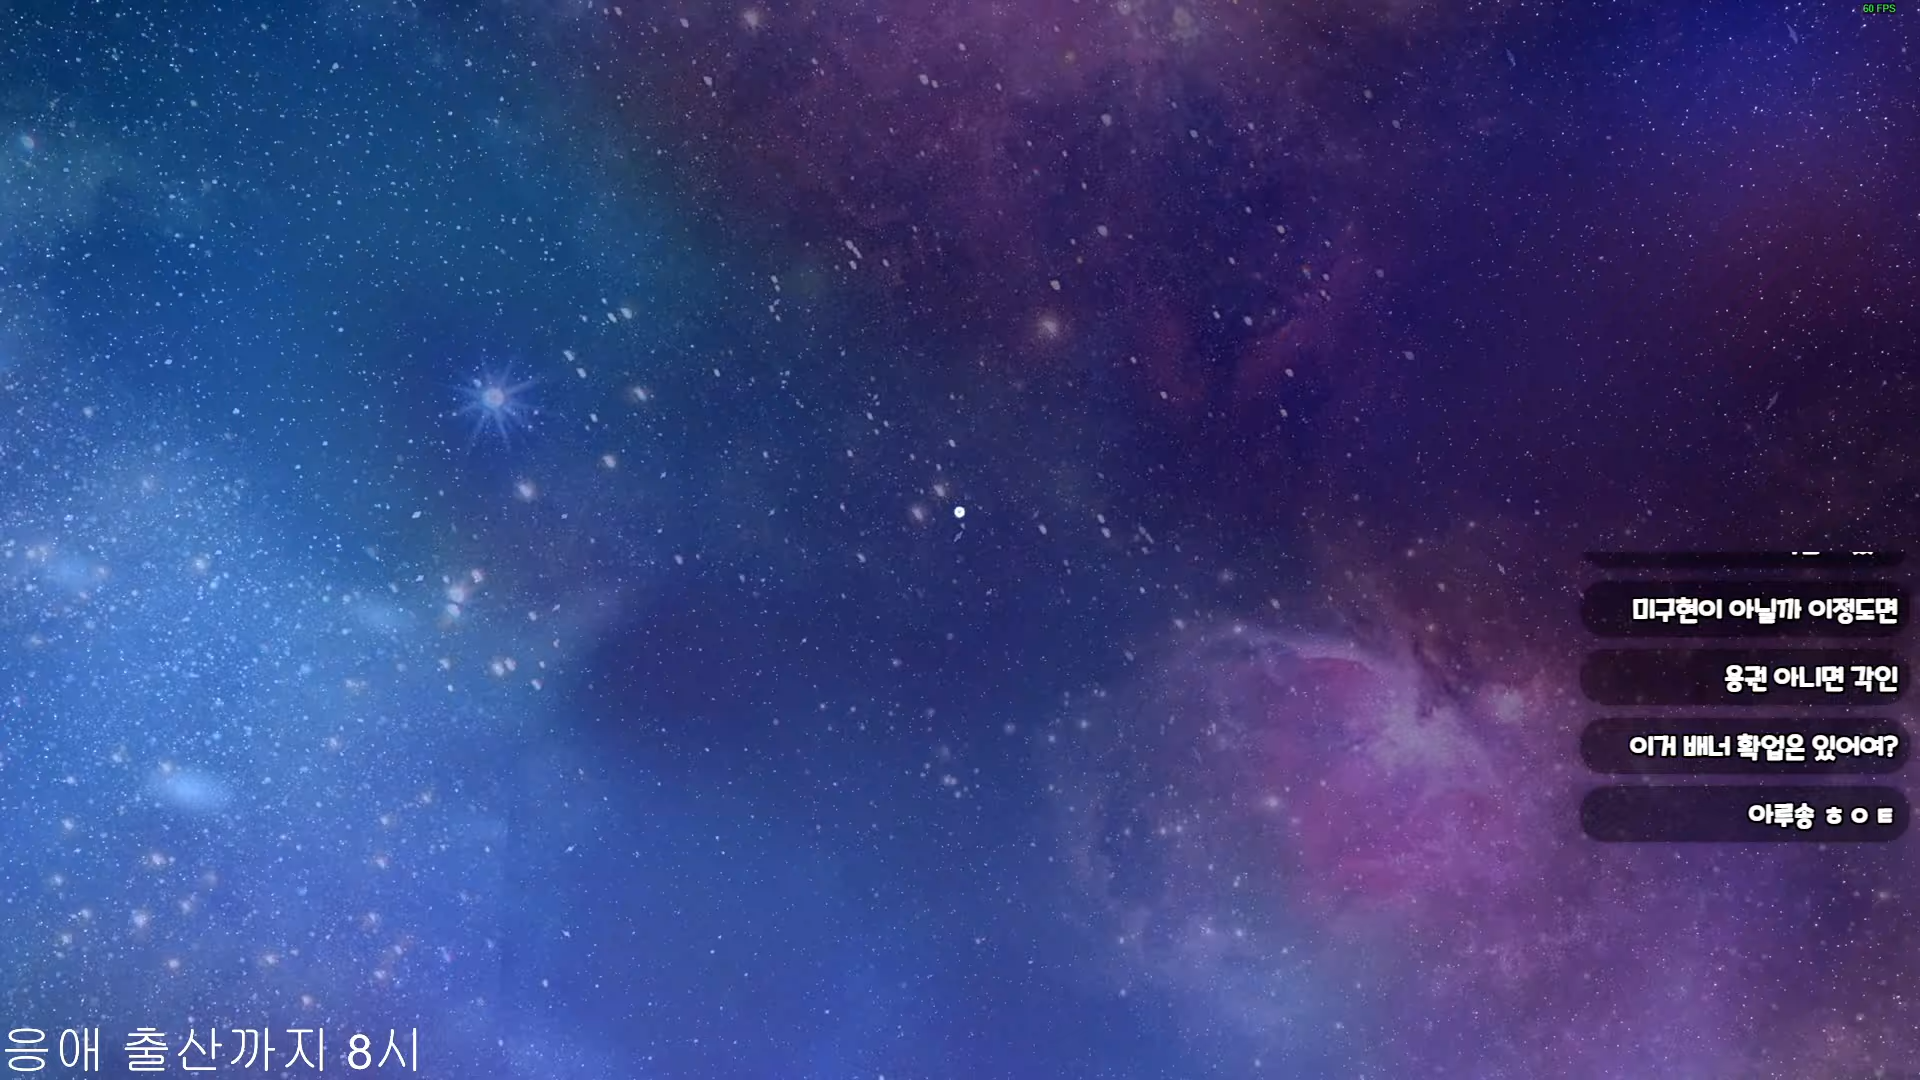 60 FPS
미구현이 아닐까 이정도면
용권 아니면 각인
이거 배너 확업은 있어여?
아루송 ㅎㅇㅌ
응애 출산까지 8시